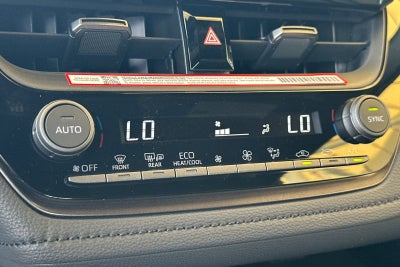 LO
LO
AUTO
SYNC
OFF
FRONT
REAR
ECO
HEAT/COOL